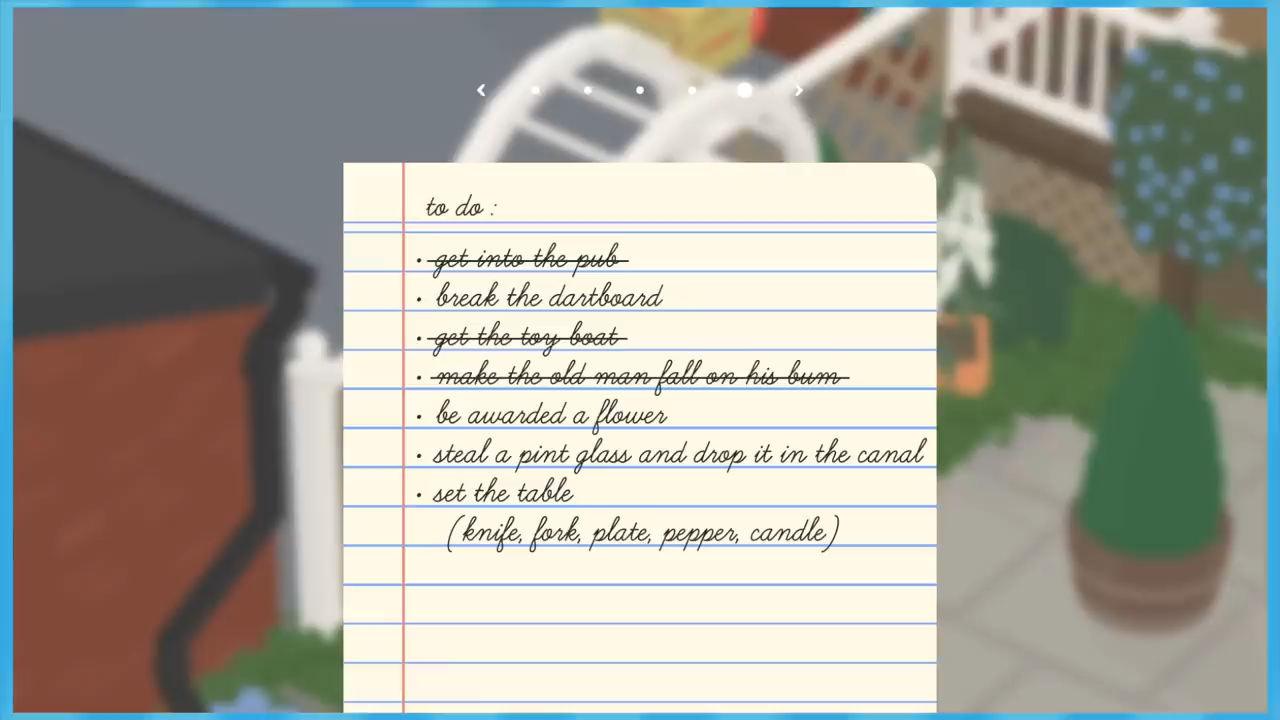 to do :
• get into the pub
• break the dartboard
• get the toy boat
• make the old man fall on his bum
• be awarded a flower
• steal a pint glass and drop it in the canal
• set the table
(knife, fork, plate, pepper, candle)